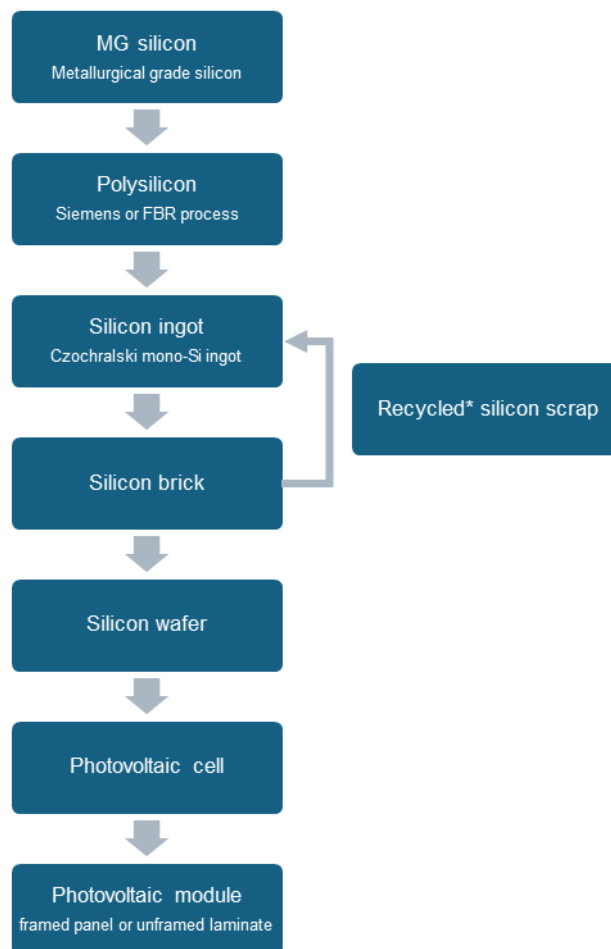 MG silicon
Metallurgical grade silicon
Polysilicon
Siemens or FBR process
Silicon ingot
Czochralski mono-Si ingot
Recycled* silicon scrap
Silicon brick
Silicon wafer
Photovoltaic cell
Photovoltaic module
framed panel or unframed laminate